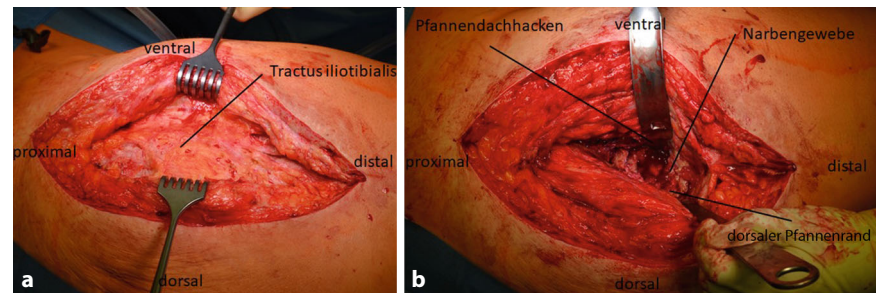 ventral
Tractus iliotibialis
proximal
distal
dorsal
a
Pfannendachhacken
ventral
Narbengewebe
proximal
distal
dorsaler Pfannenrand
dorsal
b